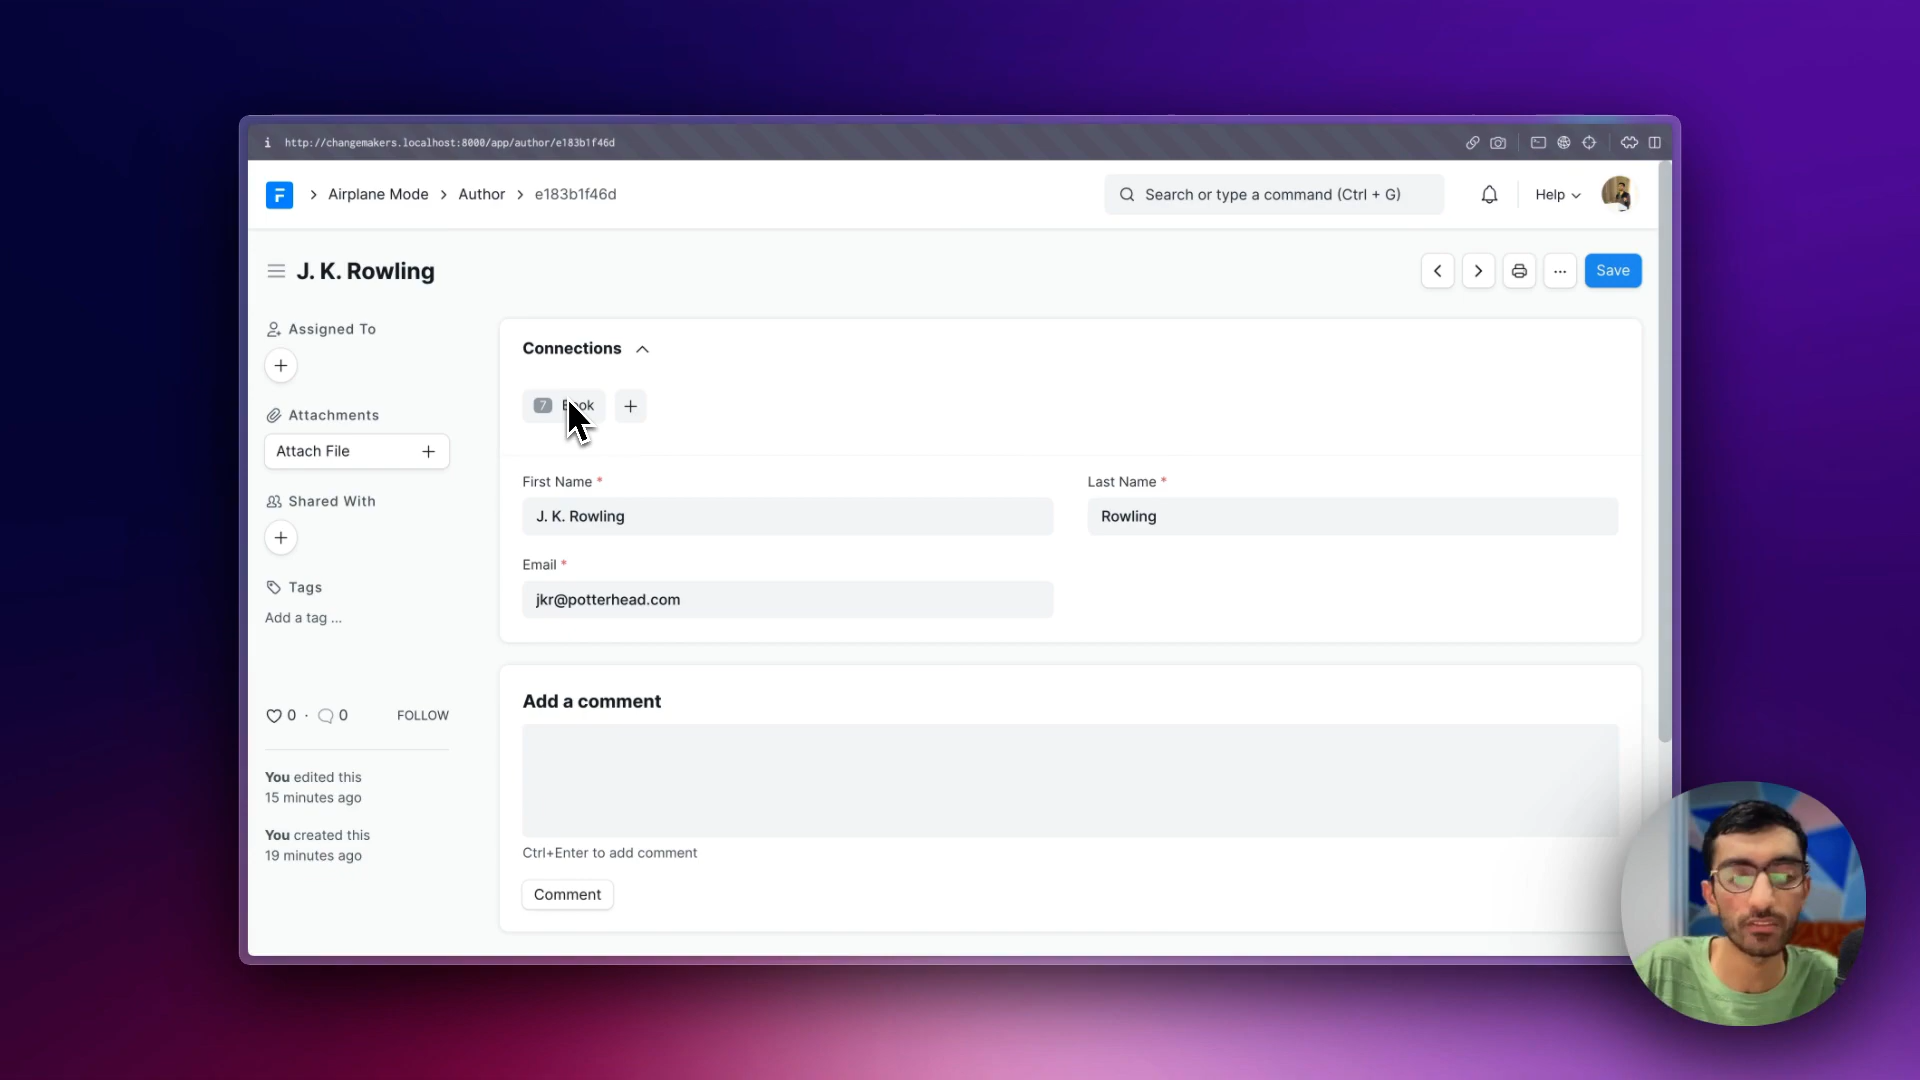 http://changemakers.localhost:8000/app/author/e183b1f46d
Airplane Mode
Author
e183b1f46d
Search or type a command (Ctrl + G)
Help
J. K. Rowling
Save
Assigned To
Attachments
Attach File
Shared With
Tags
Add a tag ...
0 · 0
FOLLOW
You edited this
15 minutes ago
You created this
19 minutes ago
Connections
7
First Name *
J. K. Rowling
Last Name *
Rowling
Email *
jkr@potterhead.com
Add a comment
Ctrl+Enter to add comment
Comment